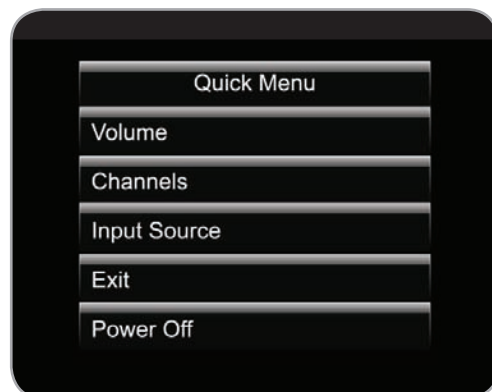 Quick Menu
Volume
Channels
Input Source
Exit
Power Off